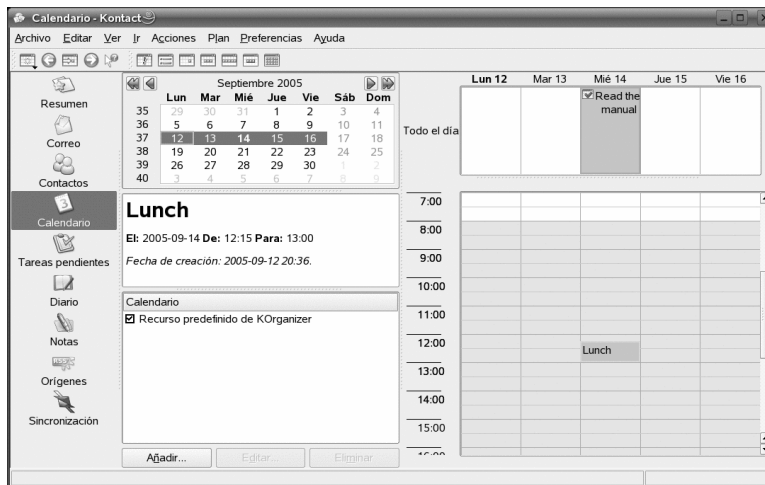 Calendario - Kontact
Archivo Editar Ver Ir Acciones Plan Preferencias Ayuda
Resumen
Correo
Contactos
Calendario
Tareas pendientes
Diario
Notas
Orígenes
Sincronización
Septiembre 2005
Lun Mar Mié Jue Vie Sáb Dom
35 29 30 31 1 2 3 4
36 5 6 7 8 9 10 11
37 12 13 14 15 16 17 18
38 19 20 21 22 23 24 25
39 26 27 28 29 30 1 2
40 3 4 5 6 7 8 9
Lunch
El: 2005-09-14 De: 12:15 Para: 13:00
Fecha de creación: 2005-09-12 20:36.
Calendario
Recurso predefinido de KOrganizer
Añadir... Editar... Eliminar
Lun 12 Mar 13 Mié 14 Jue 15 Vie 16
Todo el día
Read the
manual
7:00
8:00
9:00
10:00
11:00
12:00
Lunch
13:00
14:00
15:00